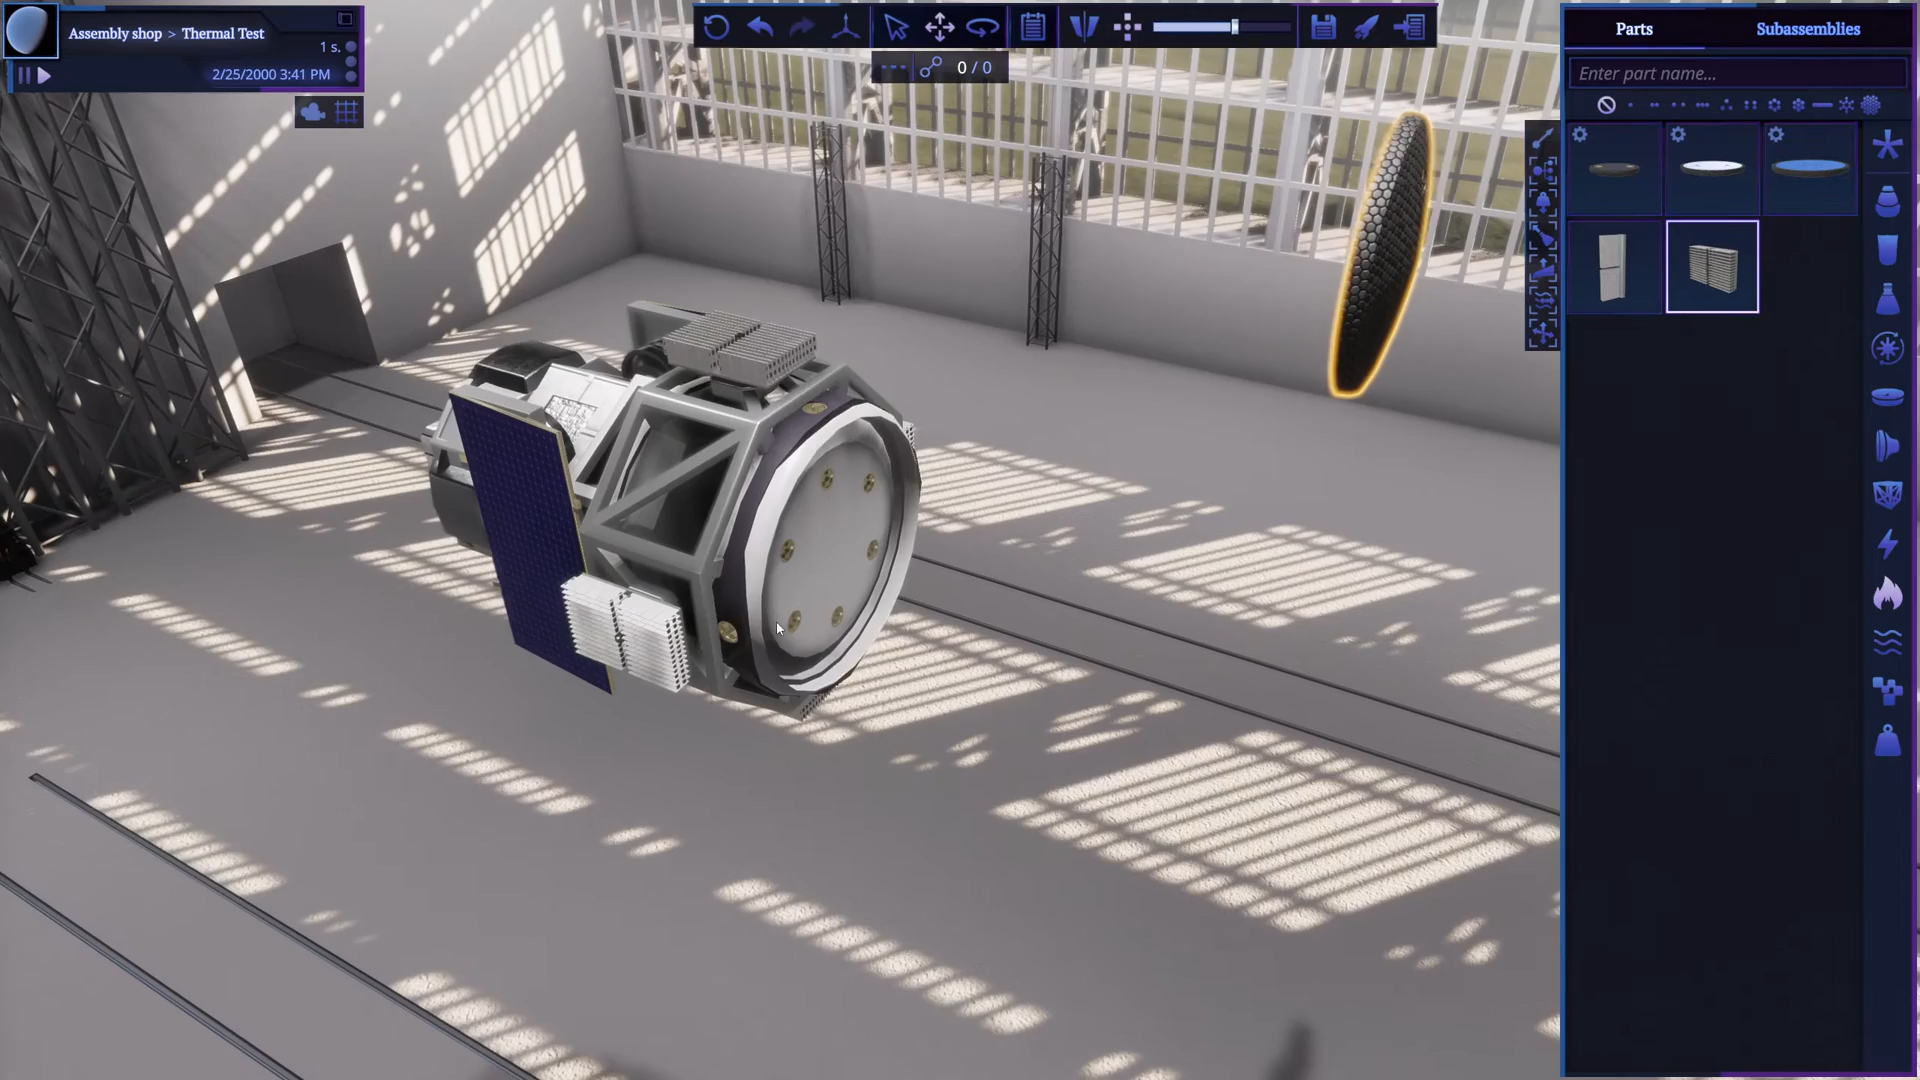 Assembly shop > Thermal Test
1 s.
2/25/2000 3:41 PM
0 / 0
Parts
Subassemblies
Enter part name...